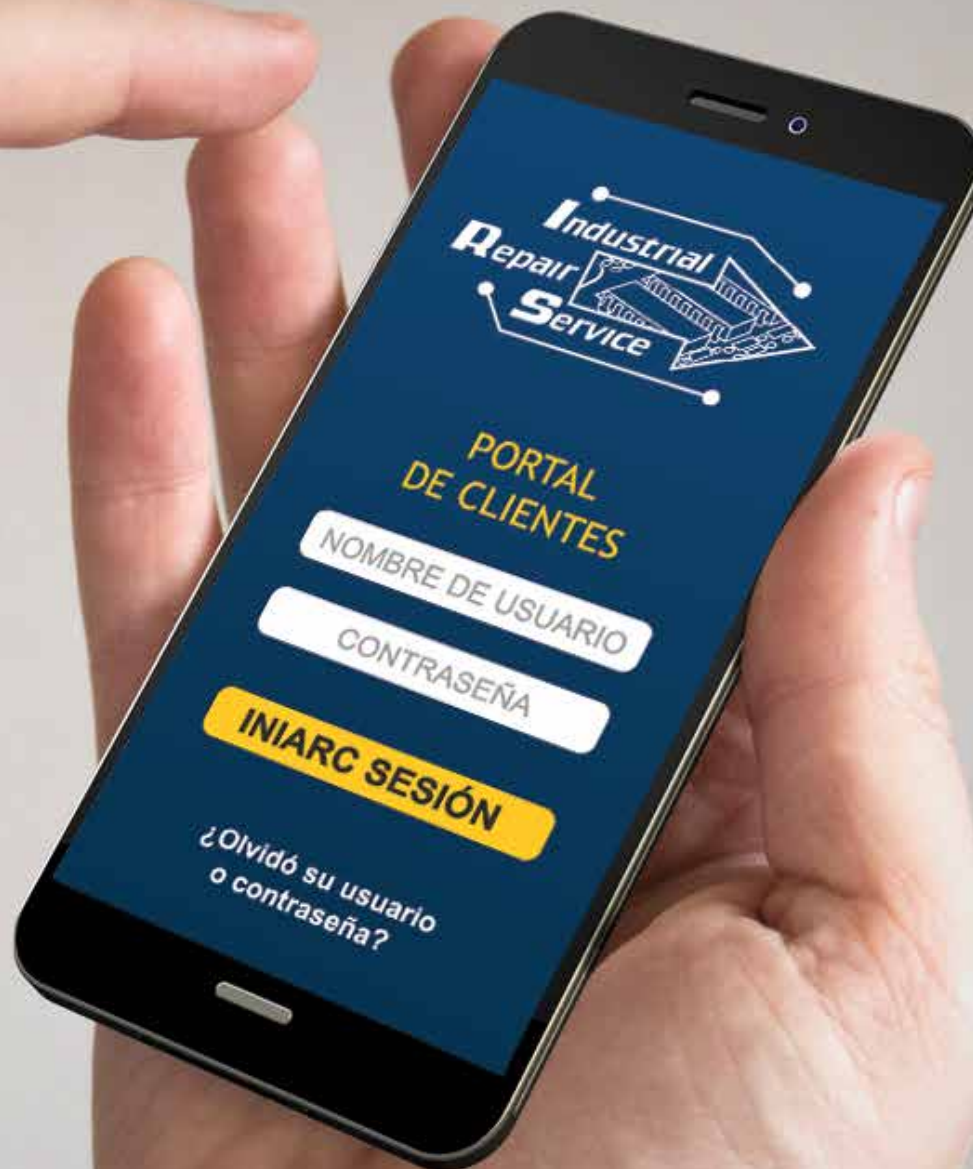 Industrial
Repair
Service
PORTAL
DE CLIENTES
NOMBRE DE USUARIO
CONTRASEÑA
INIARC SESIÓN
¿Olvidó su usuario
o contraseña?